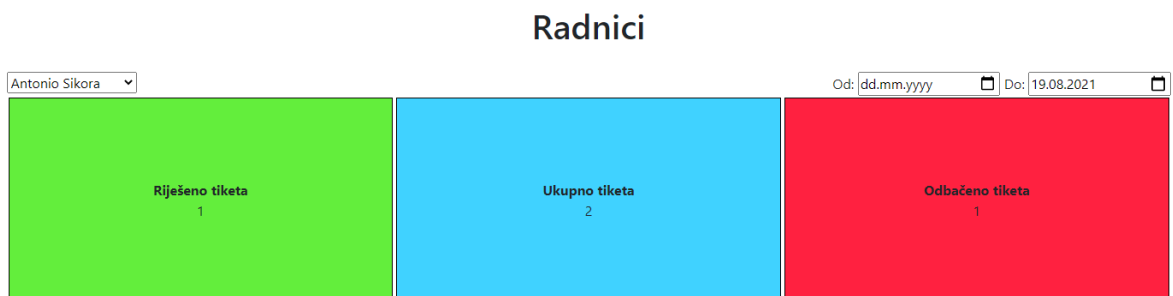 Radnici
Antonio Sikora Od: dd.mm.yyyy Do: 19.08.2021
Riješeno tiketa Ukupno tiketa Odbačeno tiketa
1 2 1